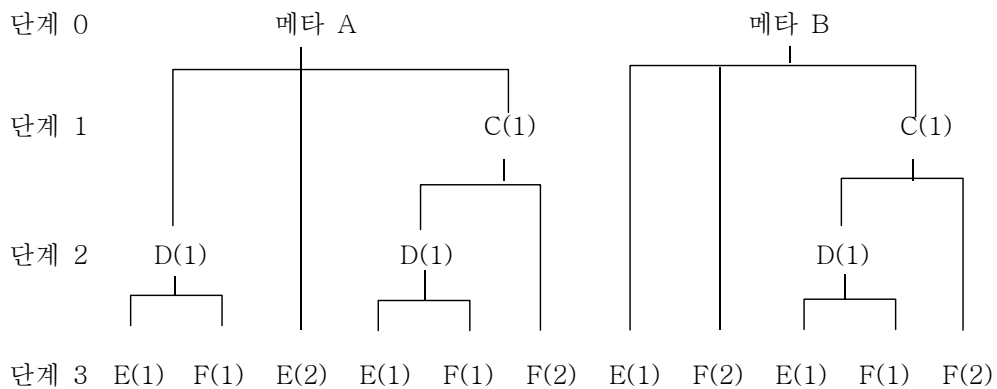 단계 0 메타 A 메타 B
단계 1 C(1) C(1)
단계 2 D(1) D(1) D(1)
단계 3 E(1) F(1) E(2) E(1) F(1) F(2) E(1) F(2) E(1) F(1) F(2)